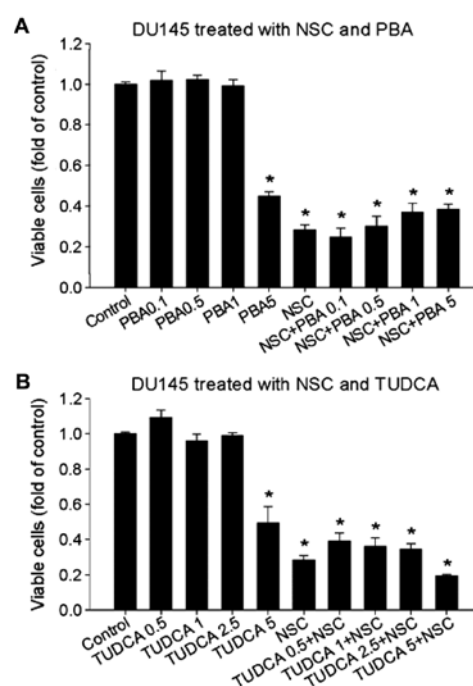 A
DU145 treated with NSC and PBA
Viable cells (fold of control)
1.2
1.0
0.8
0.6
0.4
0.2
0.0
* * * * * *
Control
PBA0.1
PBA0.5
PBA1
PBA5
NSC
NSC+PBA 0.1
NSC+PBA 0.5
NSC+PBA 1
NSC+PBA 5
B
DU145 treated with NSC and TUDCA
Viable cells (fold of control)
1.2
1.0
0.8
0.6
0.4
0.2
0.0
* * * * * *
Control
TUDCA 0.5
TUDCA 1
TUDCA 2.5
TUDCA 5
NSC
TUDCA 0.5+NSC
TUDCA 1+NSC
TUDCA 2.5+NSC
TUDCA 5+NSC